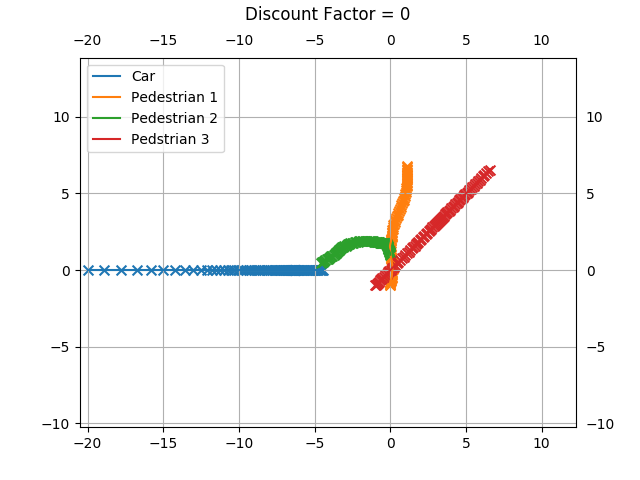 Discount Factor = 0
−20 −15 −10 −5 0 5 10
Car
Pedestrian 1
Pedestrian 2
Pedstrian 3
10 10
5 5
0 0
−5 −5
−10 −10
−20 −15 −10 −5 0 5 10